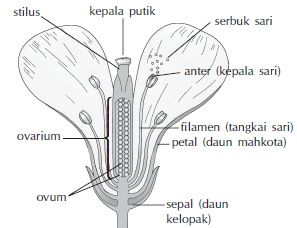 stilus
kepala putik
serbuk sari
anter (kepala sari)
filamen (tangkai sari)
ovarium
petal (daun mahkota)
ovum
sepal (daun
kelopak)